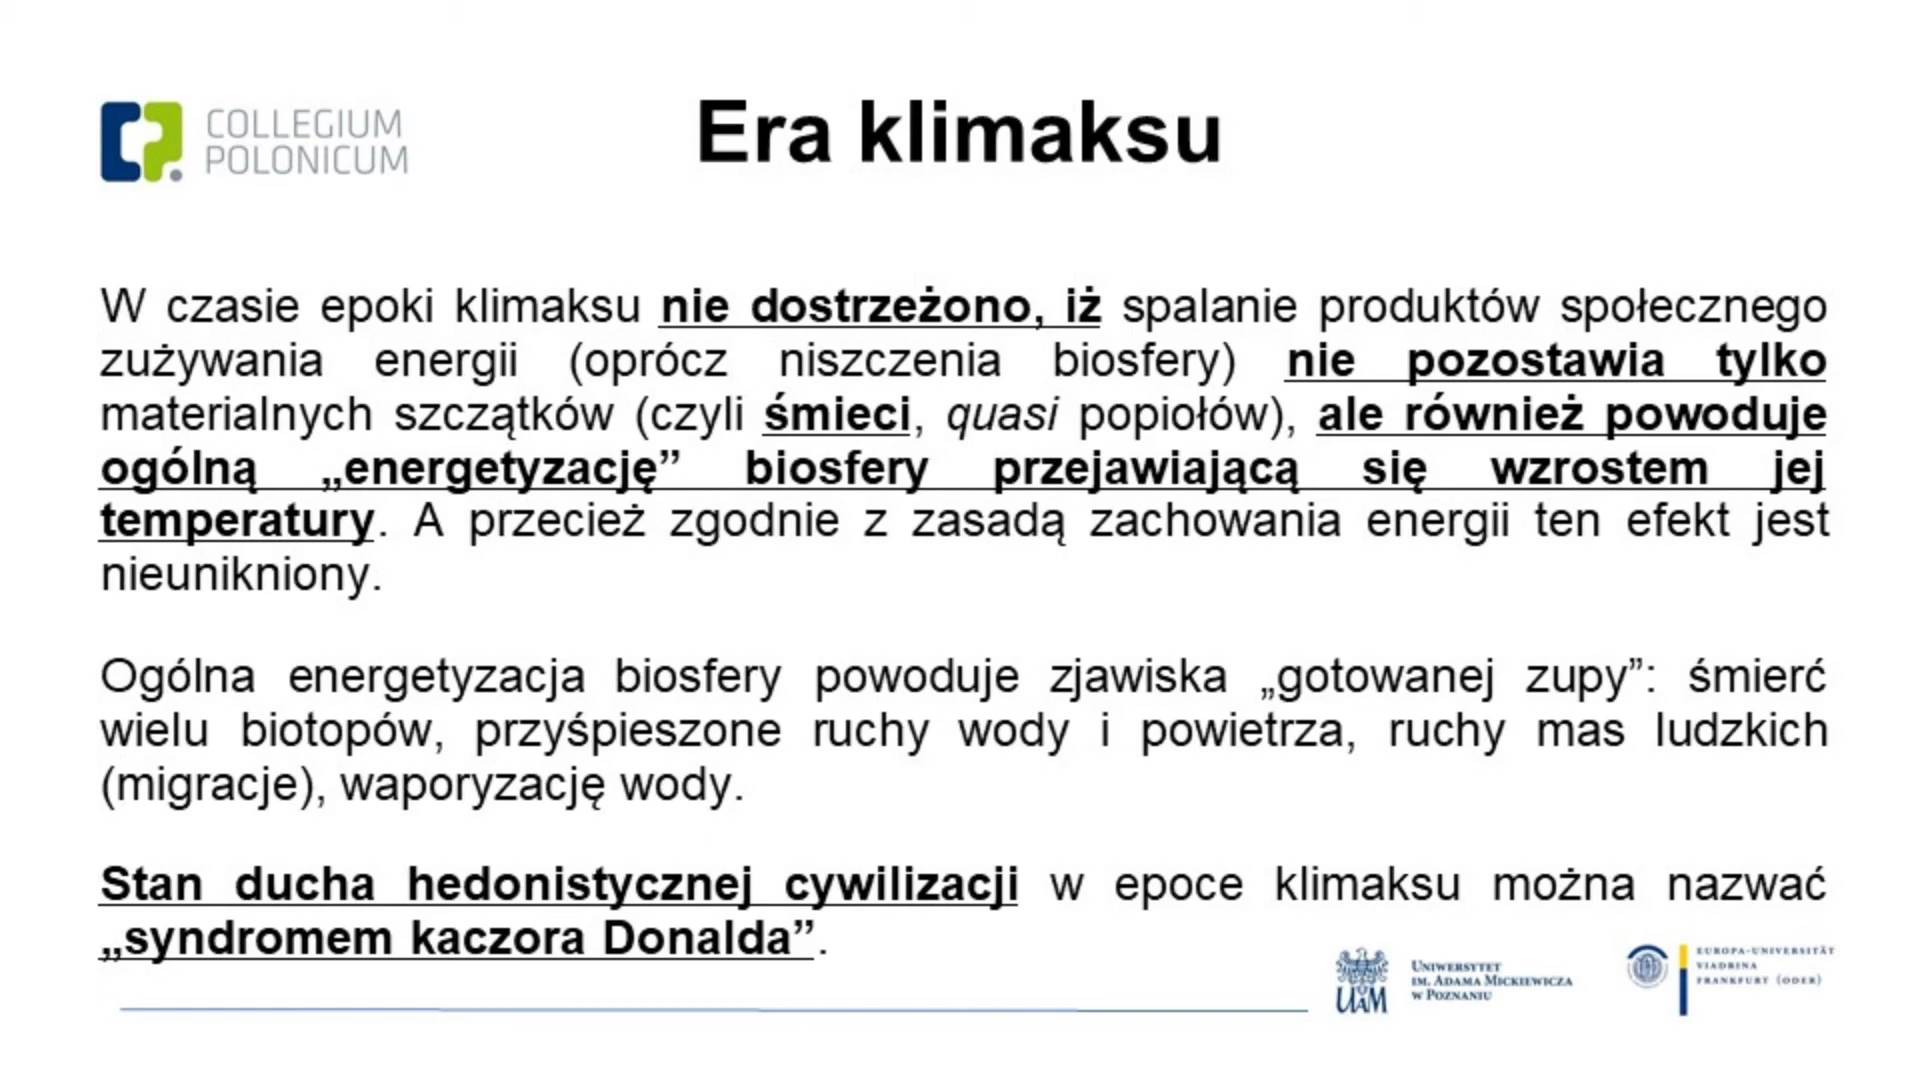 COLLEGIUM
POLONICUM
Era klimaksu
W czasie epoki klimaksu nie dostrzeżono, iż spalanie produktów społecznego
zużywania energii (oprócz niszczenia biosfery) nie pozostawia tylko
materialnych szczątków (czyli śmieci, quasi popiołów), ale również powoduje
ogólną „energetyzację” biosfery przejawiającą się wzrostem jej
temperatury. A przecież zgodnie z zasadą zachowania energii ten efekt jest
nieunikniony.
Ogólna energetyzacja biosfery powoduje zjawiska „gotowanej zupy”: śmierć
wielu biotopów, przyśpieszone ruchy wody i powietrza, ruchy mas ludzkich
(migracje), waporyzację wody.
Stan ducha hedonistycznej cywilizacji w epoce klimaksu można nazwać
„syndromem kaczora Donalda”.
UAM
UNIWERSYTET
IM. ADAMA MICKIEWICZA
W POZNANIU
EUROPA-UNIVERSITÄT
VIADRINA
FRANKFURT (ODER)